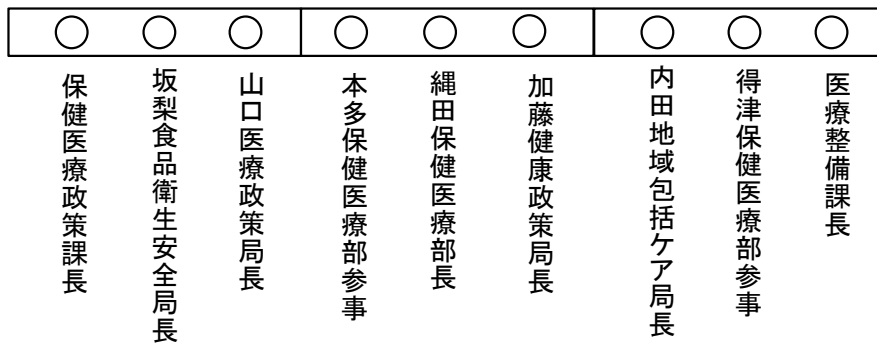 保健医療政策課長
坂梨食品衛生安全局長
山口医療政策局長
本多保健医療部参事
縄田保健医療部長
加藤健康政策局長
内田地域包括ケア局長
得津保健医療部参事
医療整備課長